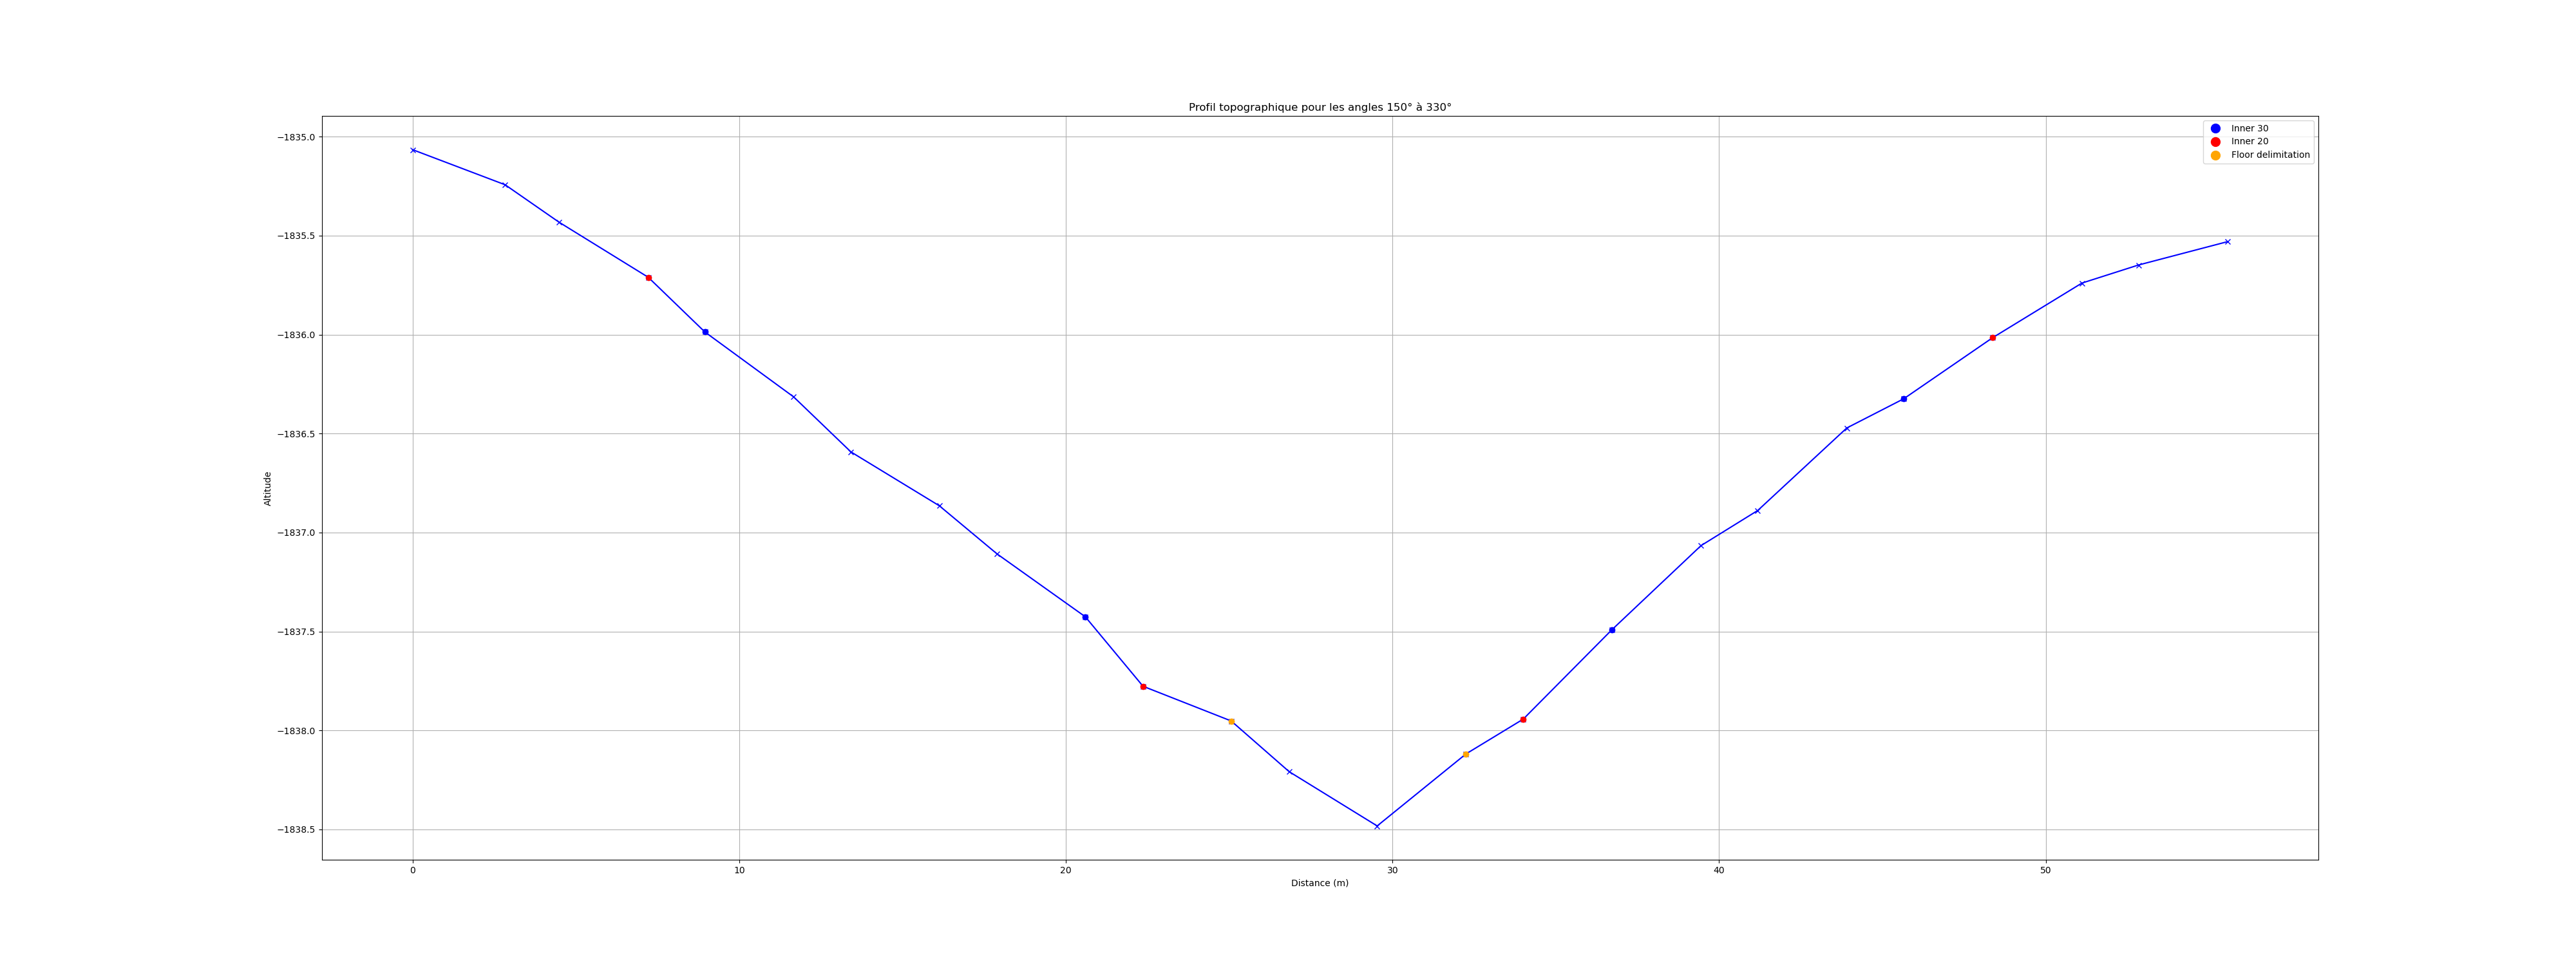 Profil topographique pour les angles 150° à 330°
Inner 30
Inner 20
Floor delimitation
−1835.0
−1835.5
−1836.0
−1836.5
−1837.0
−1837.5
−1838.0
−1838.5
Altitude
0 10 20 30 40 50
Distance (m)